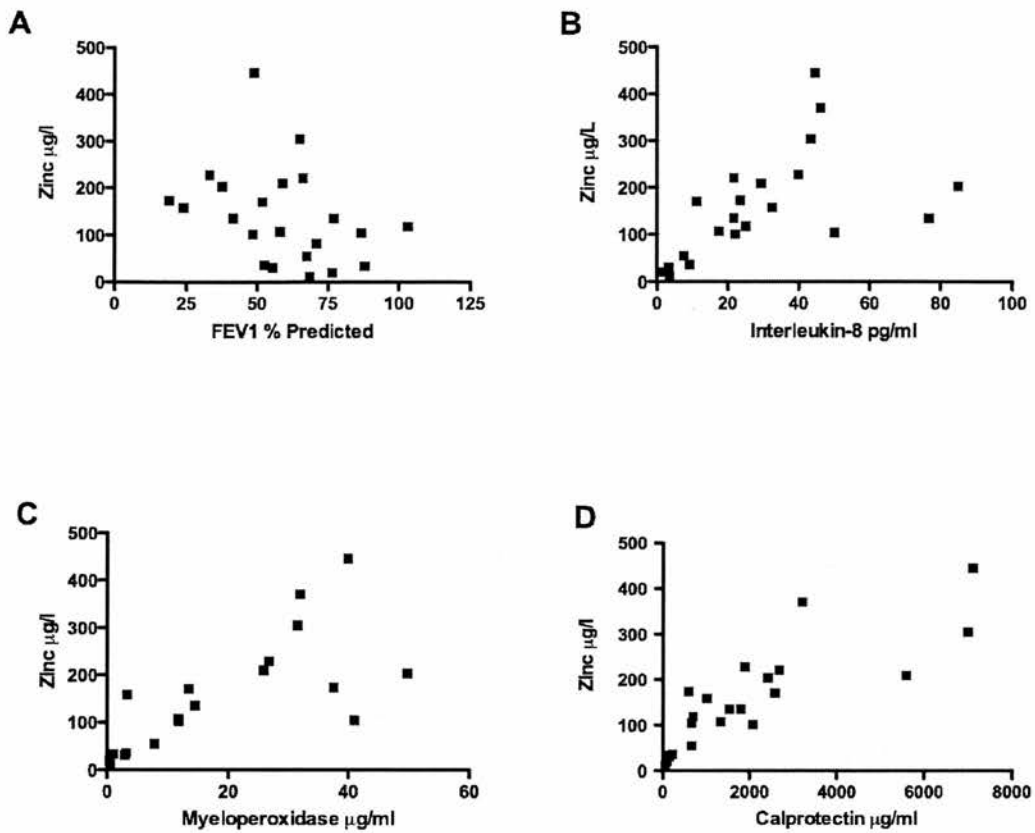 A
500
400
300
200
100
0
Zinc µg/l
0 25 50 75 100 125
FEV1 % Predicted
B
500
400
300
200
100
0
Zinc µg/L
0 20 40 60 80 100
Interleukin-8 pg/ml
C
500
400
300
200
100
0
Zinc µg/l
0 20 40 60
Myeloperoxidase µg/ml
D
500
400
300
200
100
0
Zinc µg/l
0 2000 4000 6000 8000
Calprotectin µg/ml